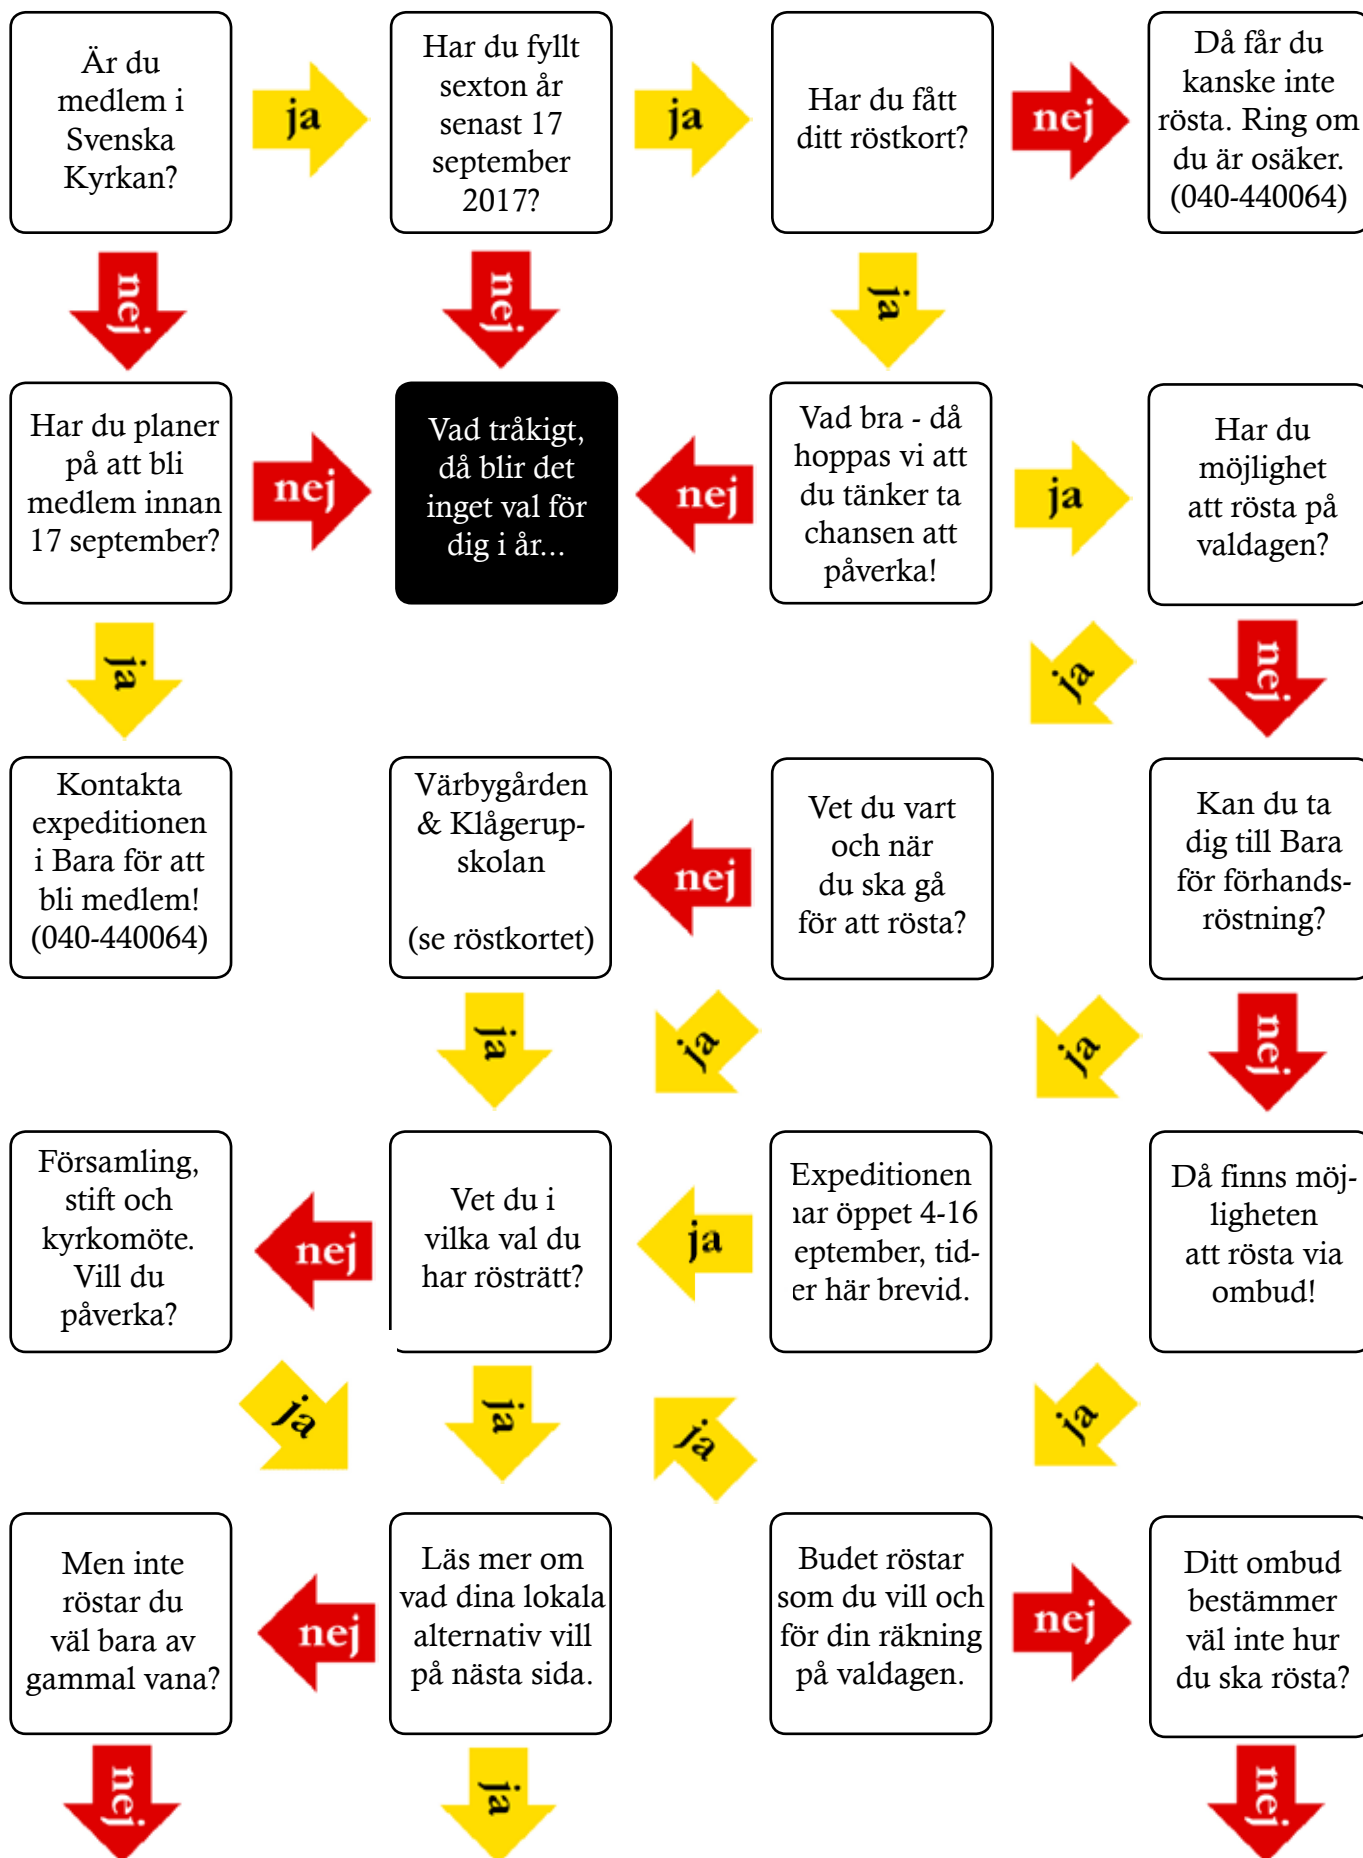 Är du
medlem i
Svenska
Kyrkan?
ja
Har du fyllt
sexton år
senast 17
september
2017?
ja
Har du fått
ditt röstkort?
nej
Då får du
kanske inte
rösta. Ring om
du är osäker.
(040-440064)
nej
nej
ja
Har du planer
på att bli
medlem innan
17 september?
nej
Vad tråkigt,
då blir det
inget val för
dig i år...
nej
Vad bra - då
hoppas vi att
du tänker ta
chansen att
påverka!
ja
Har du
möjlighet
att rösta på
valdagen?
ja
ja
nej
Kontakta
expeditionen
i Bara för att
bli medlem!
(040-440064)
Värbygården
& Klågerup-
skolan
(se röstkortet)
nej
Vet du vart
och när
du ska gå
för att rösta?
Kan du ta
dig till Bara
för förhands-
röstning?
ja
ja
ja
nej
Församling,
stift och
kyrkomöte.
Vill du
påverka?
nej
Vet du i
vilka val du
har rösträtt?
ja
Expeditionen
har öppet 4-16
eptember, tid-
er här brevid.
Då finns möj-
ligheten
att rösta via
ombud!
ja
ja
ja
ja
Men inte
röstar du
väl bara av
gammal vana?
nej
Läs mer om
vad dina lokala
alternativ vill
på nästa sida.
Budet röstar
som du vill och
för din räkning
på valdagen.
nej
Ditt ombud
bestämmer
väl inte hur
du ska rösta?
nej
ja
nej